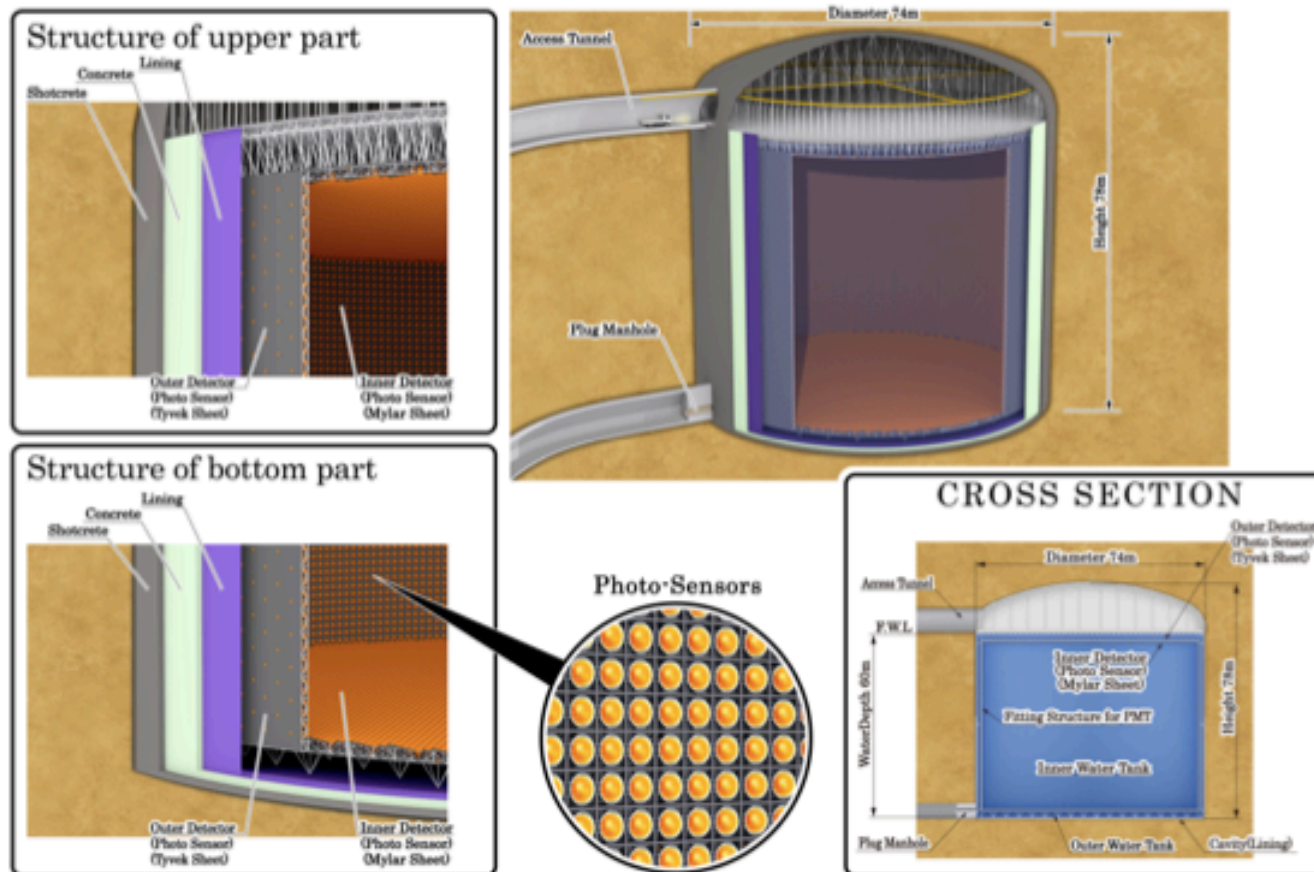 Structure of upper part
Lining
Concrete
Shotcrete
Outer Detector
(Photo Sensor)
(Tyvek Sheet)
Inner Detector
(Photo Sensor)
(Mylar Sheet)
Diameter 74m
Access Tunnel
Height 78m
Plug Manhole
Structure of bottom part
Lining
Concrete
Shotcrete
Outer Detector
(Photo Sensor)
(Tyvek Sheet)
Inner Detector
(Photo Sensor)
(Mylar Sheet)
Photo-Sensors
CROSS SECTION
Outer Detector
(Photo Sensor)
(Tyvek Sheet)
Diameter 74m
Access Tunnel
F.W.L
Inner Detector
(Photo Sensor)
(Mylar Sheet)
Water Depth 60m
Height 78m
Fitting Structure for PMT
Inner Water Tank
Plug Manhole
Outer Water Tank
Cavity(Lining)